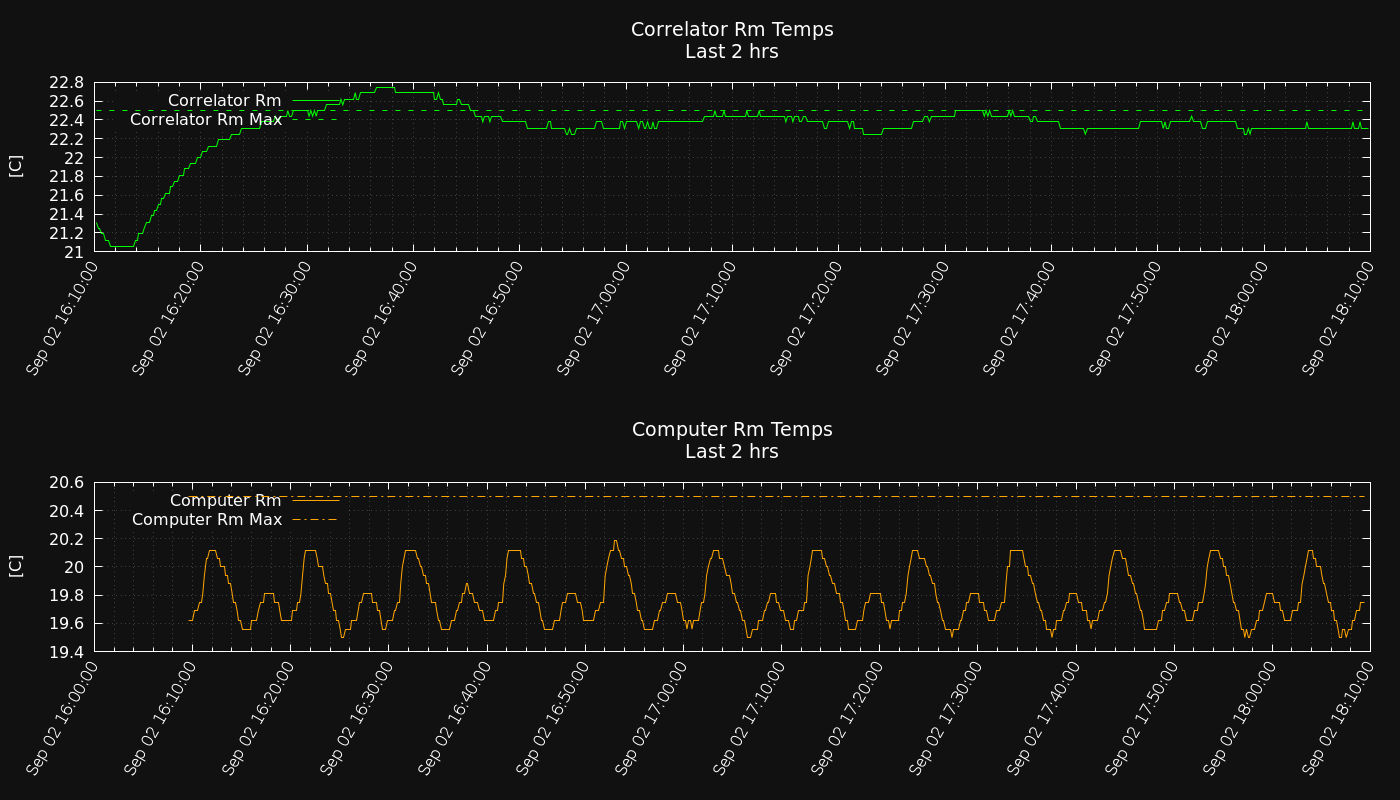 Correlator Rm Temps
Last 2 hrs
22.8
22.6
22.4
22.2
22
21.8
21.6
21.4
21.2
21
[C]
Correlator Rm
Correlator Rm Max
Sep 02 16:10:00
Sep 02 16:20:00
Sep 02 16:30:00
Sep 02 16:40:00
Sep 02 16:50:00
Sep 02 17:00:00
Sep 02 17:10:00
Sep 02 17:20:00
Sep 02 17:30:00
Sep 02 17:40:00
Sep 02 17:50:00
Sep 02 18:00:00
Sep 02 18:10:00
Computer Rm Temps
Last 2 hrs
20.6
20.4
20.2
20
19.8
19.6
19.4
[C]
Computer Rm
Computer Rm Max
Sep 02 16:00:00
Sep 02 16:10:00
Sep 02 16:20:00
Sep 02 16:30:00
Sep 02 16:40:00
Sep 02 16:50:00
Sep 02 17:00:00
Sep 02 17:10:00
Sep 02 17:20:00
Sep 02 17:30:00
Sep 02 17:40:00
Sep 02 17:50:00
Sep 02 18:00:00
Sep 02 18:10:00